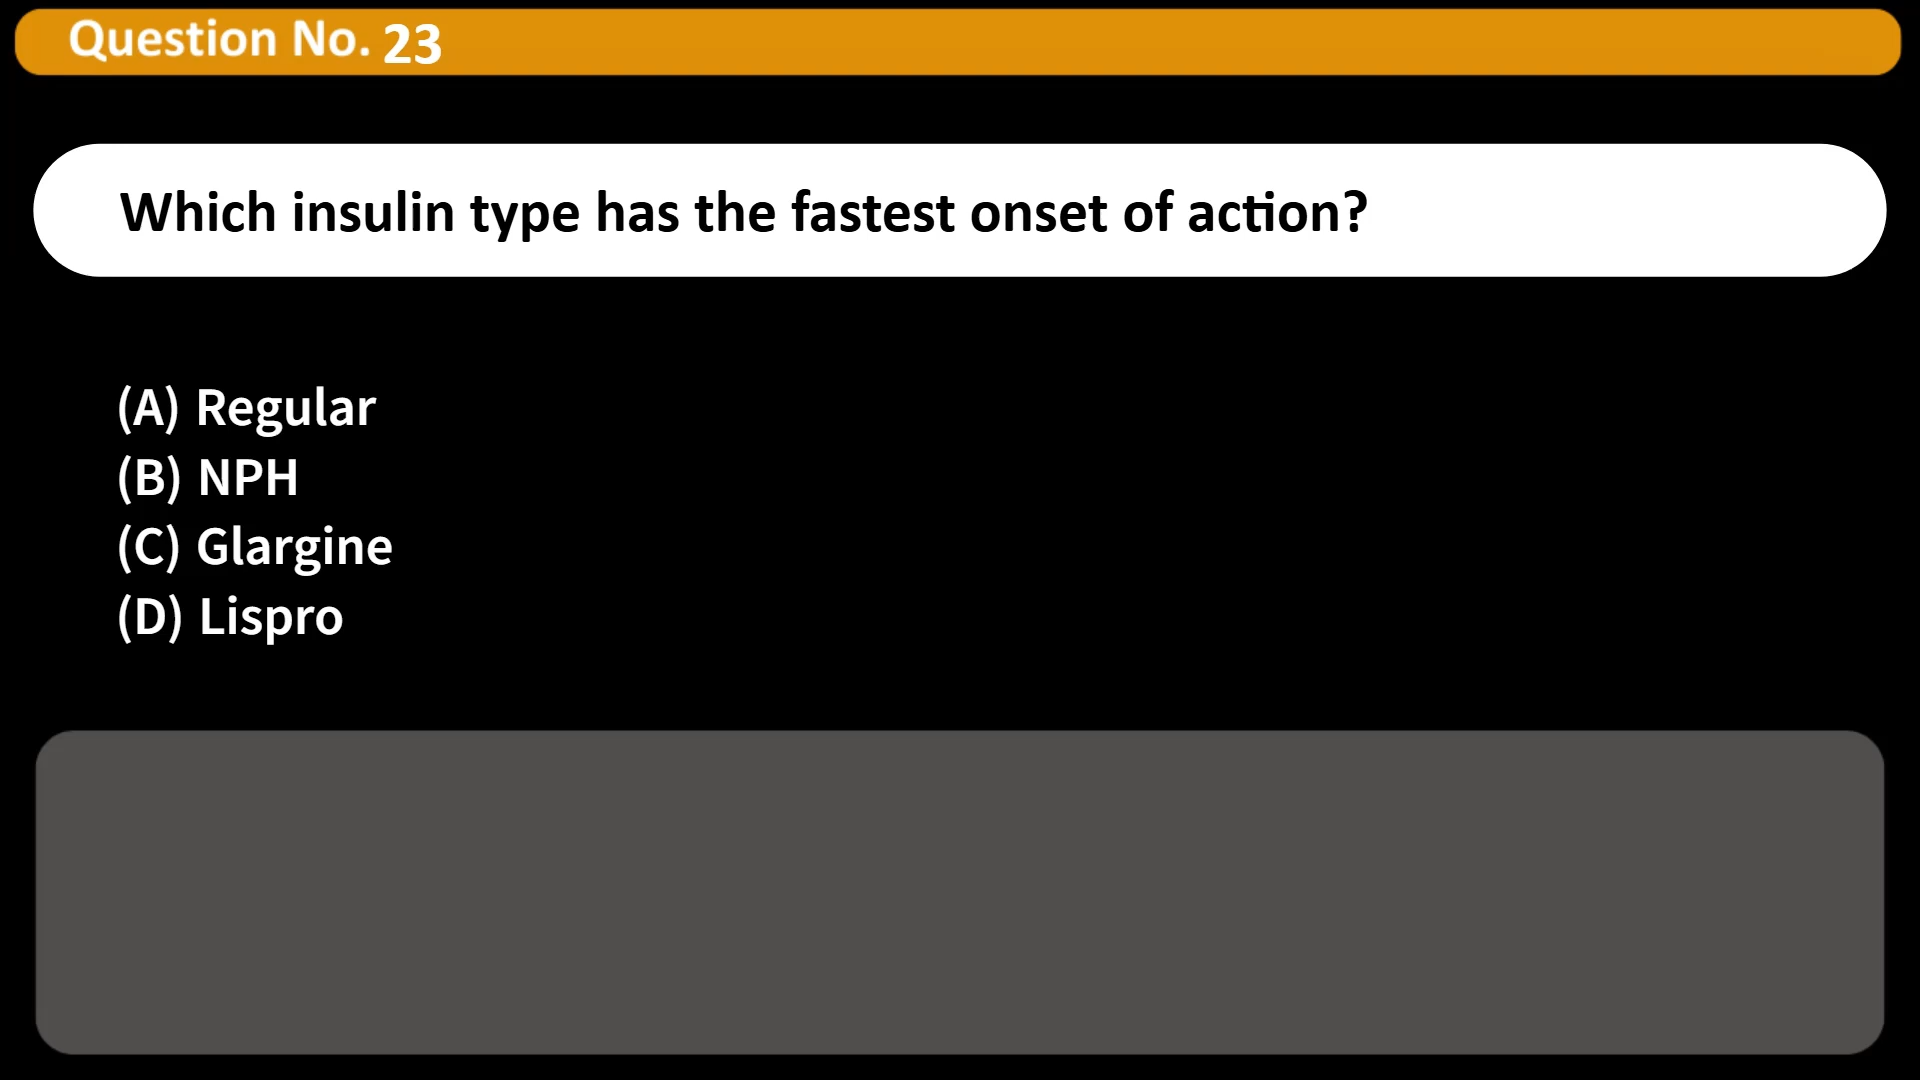 Question No. 23
Which insulin type has the fastest onset of action?
(A) Regular
(B) NPH
(C) Glargine
(D) Lispro